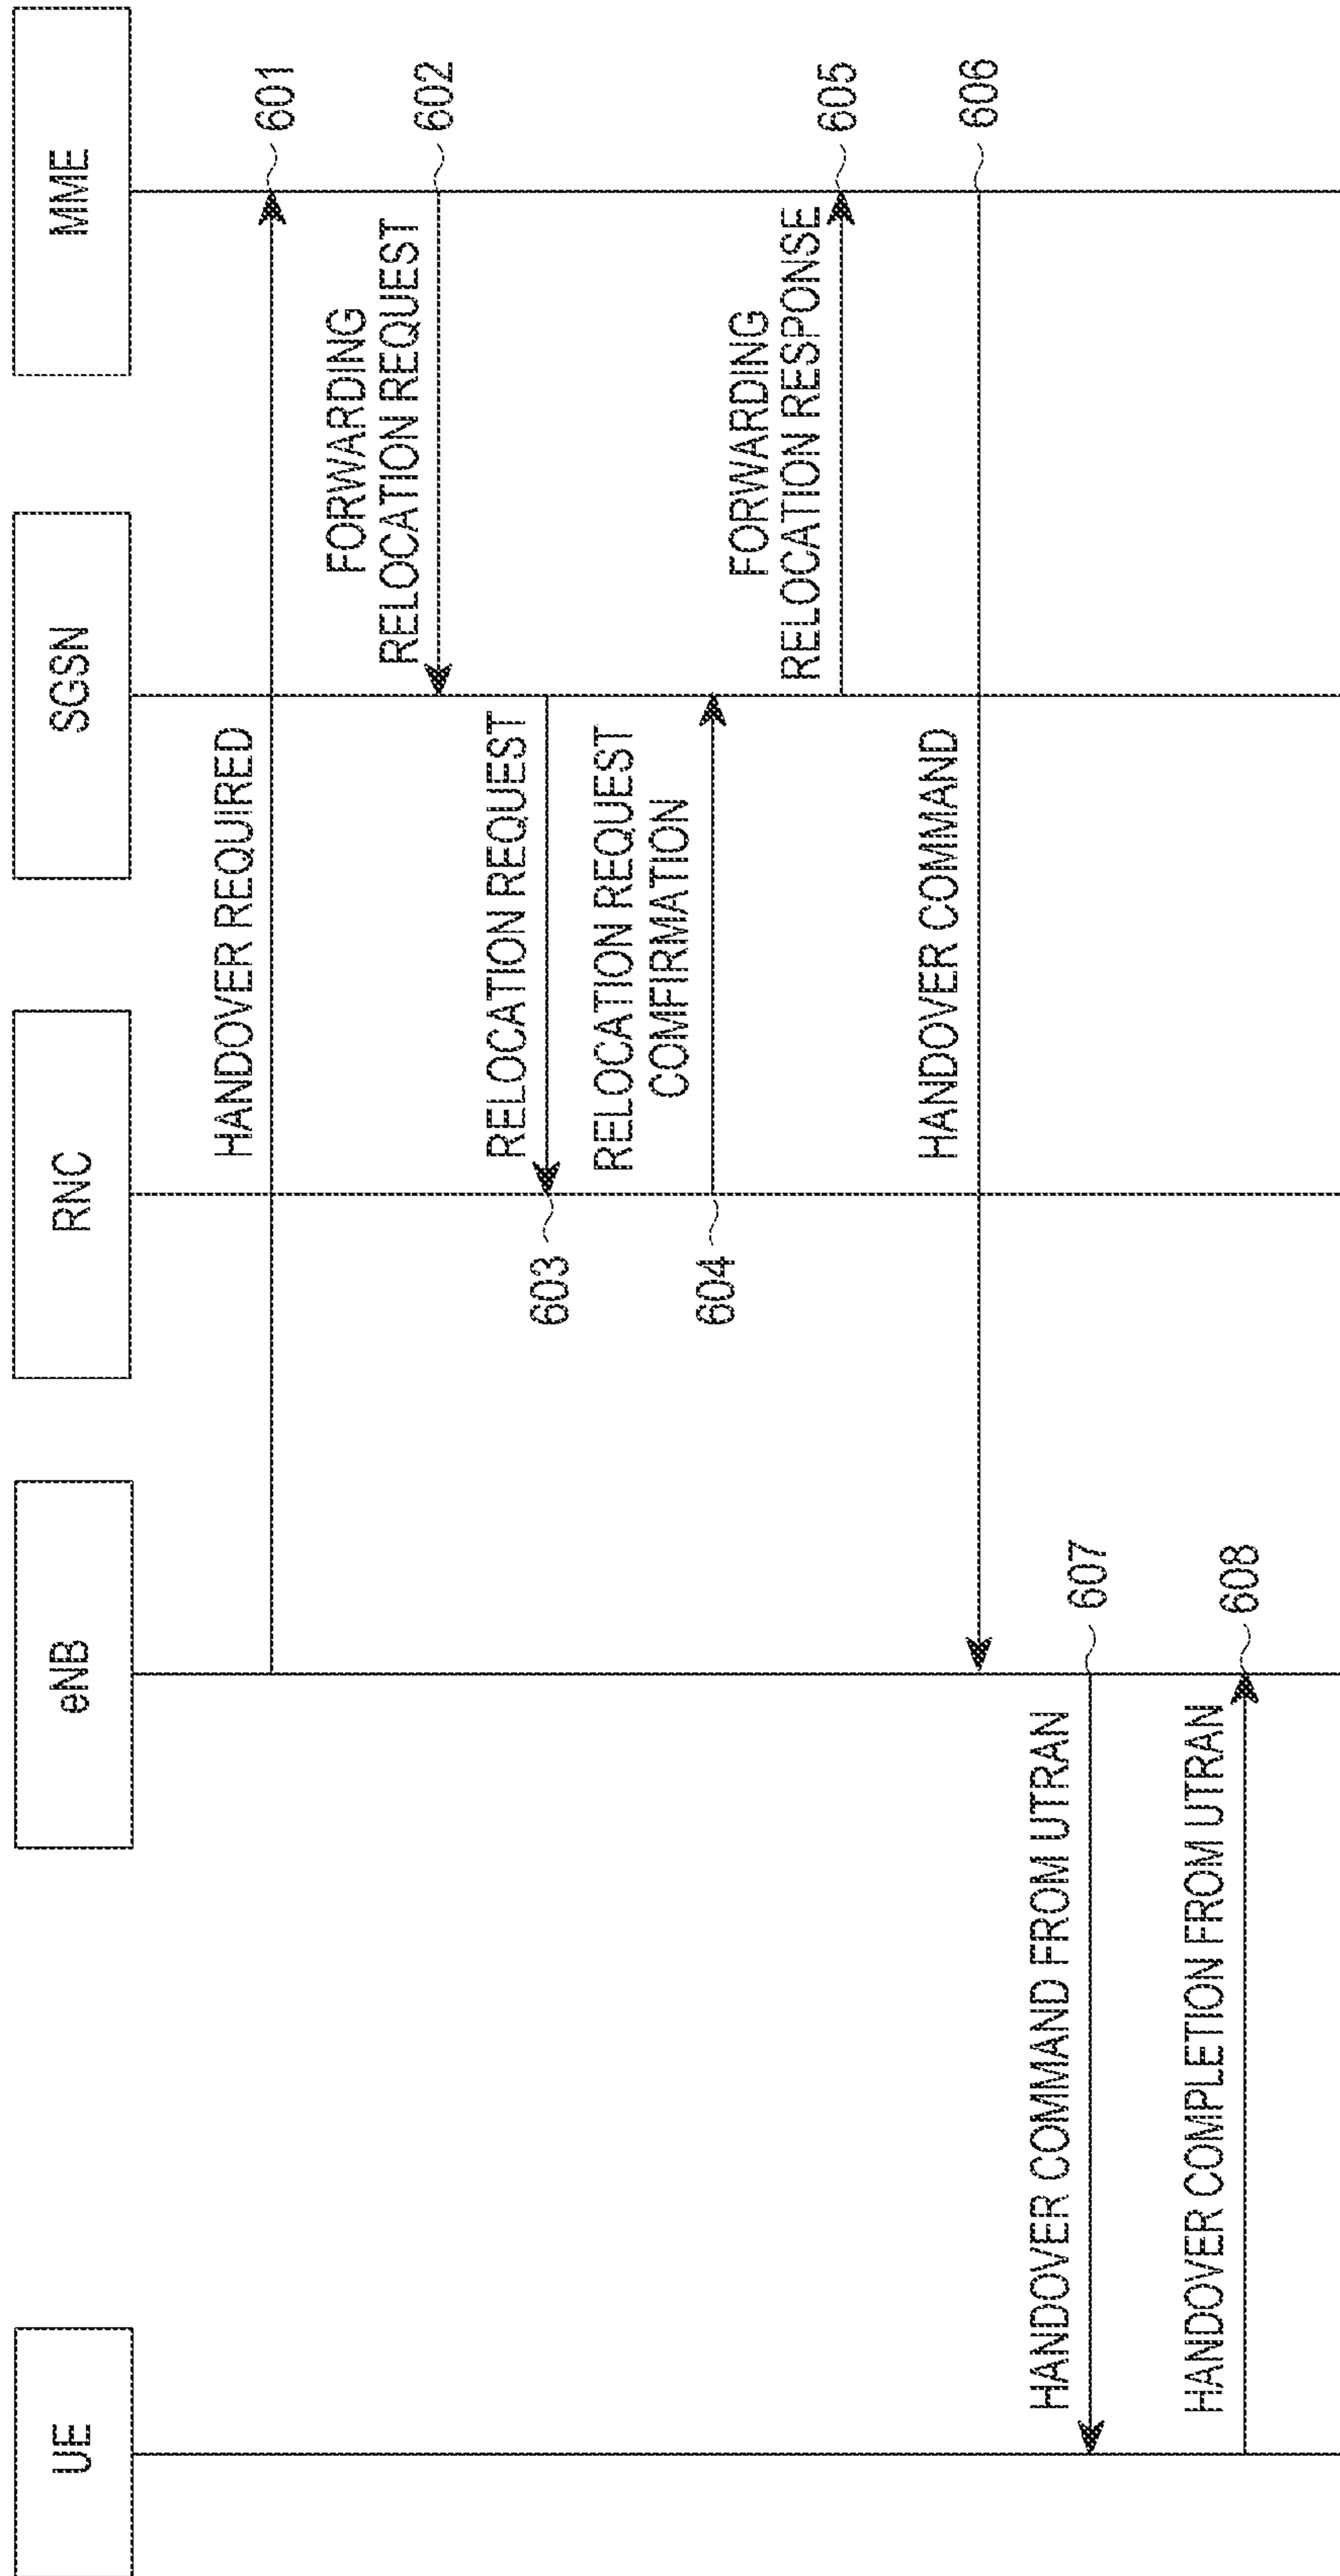 UE
eNB
RNC
SGSN
MME
HANDOVER REQUIRED
601
FORWARDING
RELOCATION REQUEST
602
RELOCATION REQUEST
603
RELOCATION REQUEST
COMFIRMATION
604
FORWARDING
RELOCATION RESPONSE
605
HANDOVER COMMAND
606
HANDOVER COMMAND FROM UTRAN
607
HANDOVER COMPLETION FROM UTRAN
608